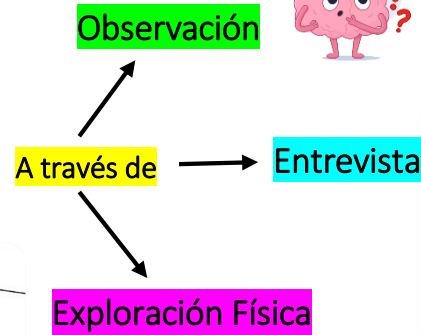 Observación
?
A través de
Entrevista
Exploración Física